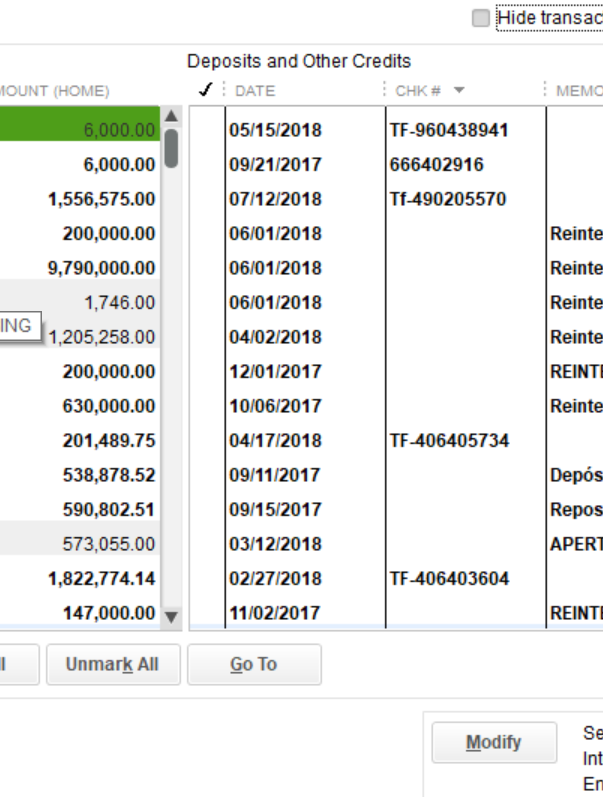 Hide transac
Deposits and Other Credits
MOUNT (HOME) ✓ DATE CHK # MEMO
6,000.00 05/15/2018 TF-960438941
6,000.00 09/21/2017 666402916
1,556,575.00 07/12/2018 Tf-490205570
200,000.00 06/01/2018 Reinte
9,790,000.00 06/01/2018 Reinte
1,746.00 06/01/2018 Reinte
ING
1,205,258.00 04/02/2018 Reinte
200,000.00 12/01/2017 REINTE
630,000.00 10/06/2017 Reinte
201,489.75 04/17/2018 TF-406405734
538,878.52 09/11/2017 Depós
590,802.51 09/15/2017 Repos
573,055.00 03/12/2018 APERT
1,822,774.14 02/27/2018 TF-406403604
147,000.00 11/02/2017 REINTE
ll Unmark All Go To
Modify Se
Int
En